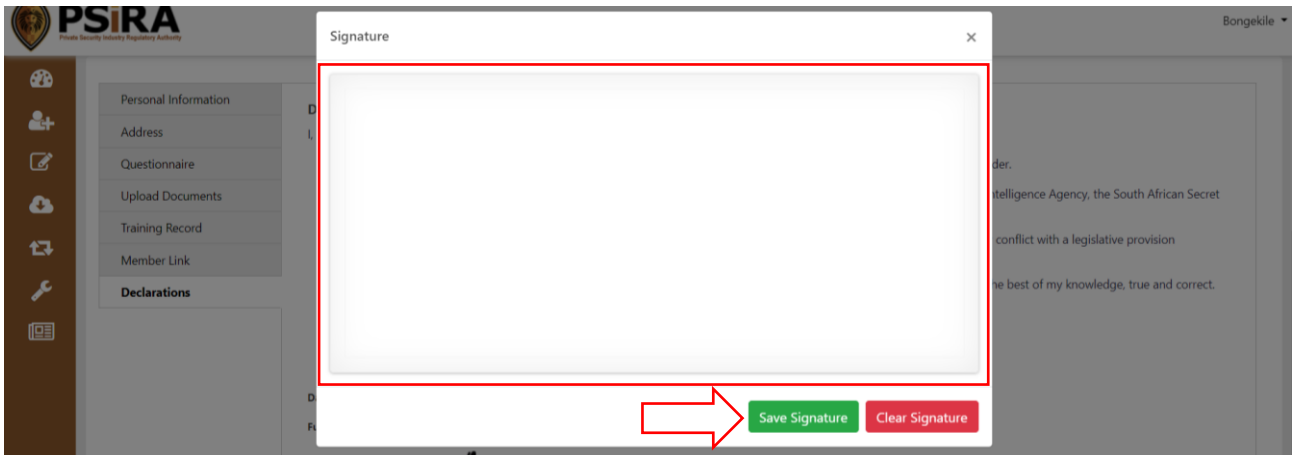 PSiRA
Private Security Industry Regulatory Authority
Bongekile
Signature
×
Personal Information
Address
Questionnaire
Upload Documents
Training Record
Member Link
Declarations
D
I,
der.
ntelligence Agency, the South African Secret
conflict with a legislative provision
he best of my knowledge, true and correct.
D
Fu
Save Signature
Clear Signature